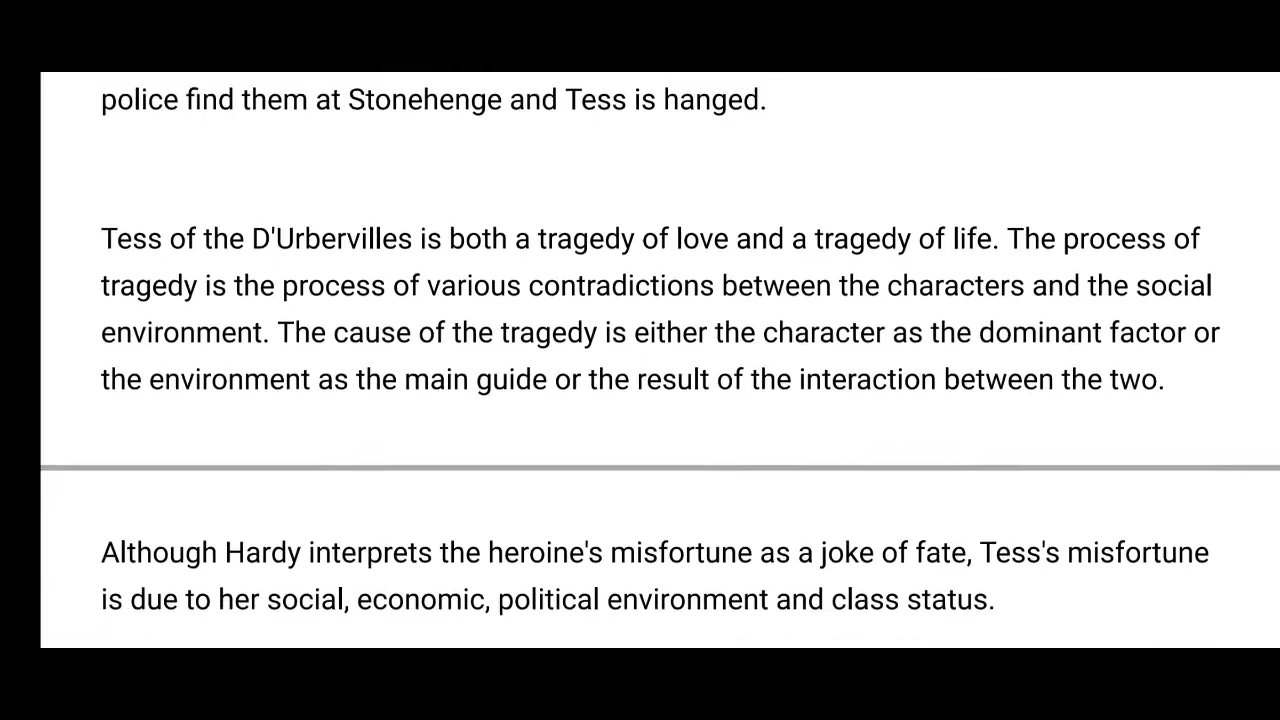 police find them at Stonehenge and Tess is hanged.
Tess of the D'Urbervilles is both a tragedy of love and a tragedy of life. The process of
tragedy is the process of various contradictions between the characters and the social
environment. The cause of the tragedy is either the character as the dominant factor or
the environment as the main guide or the result of the interaction between the two.
Although Hardy interprets the heroine's misfortune as a joke of fate, Tess's misfortune
is due to her social, economic, political environment and class status.